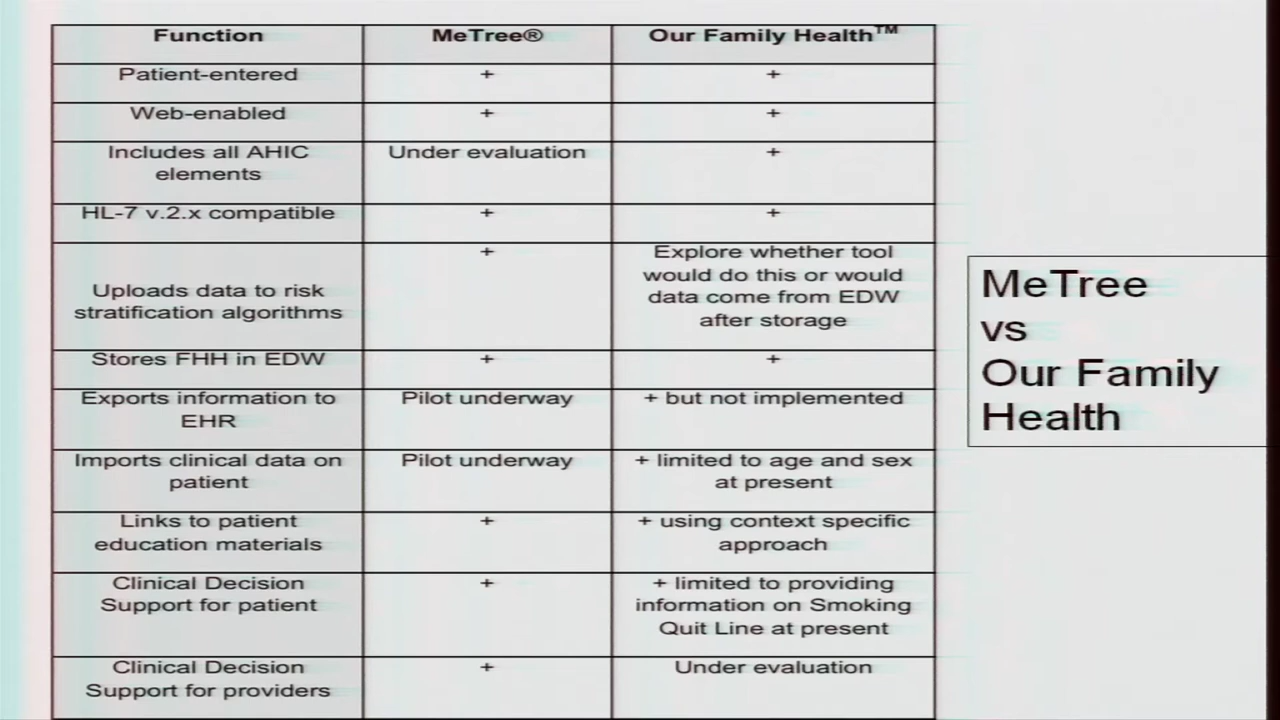 Function MeTree® Our Family Health™
Patient-entered + +
Web-enabled + +
Includes all AHIC Under evaluation +
elements
HL-7 v.2.x compatible + +
Uploads data to risk
stratification algorithms
+
Explore whether tool
would do this or would
data come from EDW
after storage
Stores FHH in EDW + +
Exports information to
EHR
Pilot underway
+ but not implemented
Imports clinical data on
patient
Pilot underway
+ limited to age and sex
at present
Links to patient
education materials
+
+ using context specific
approach
Clinical Decision
Support for patient
+
+ limited to providing
information on Smoking
Quit Line at present
Clinical Decision
Support for providers
+
Under evaluation
MeTree
vs
Our Family
Health